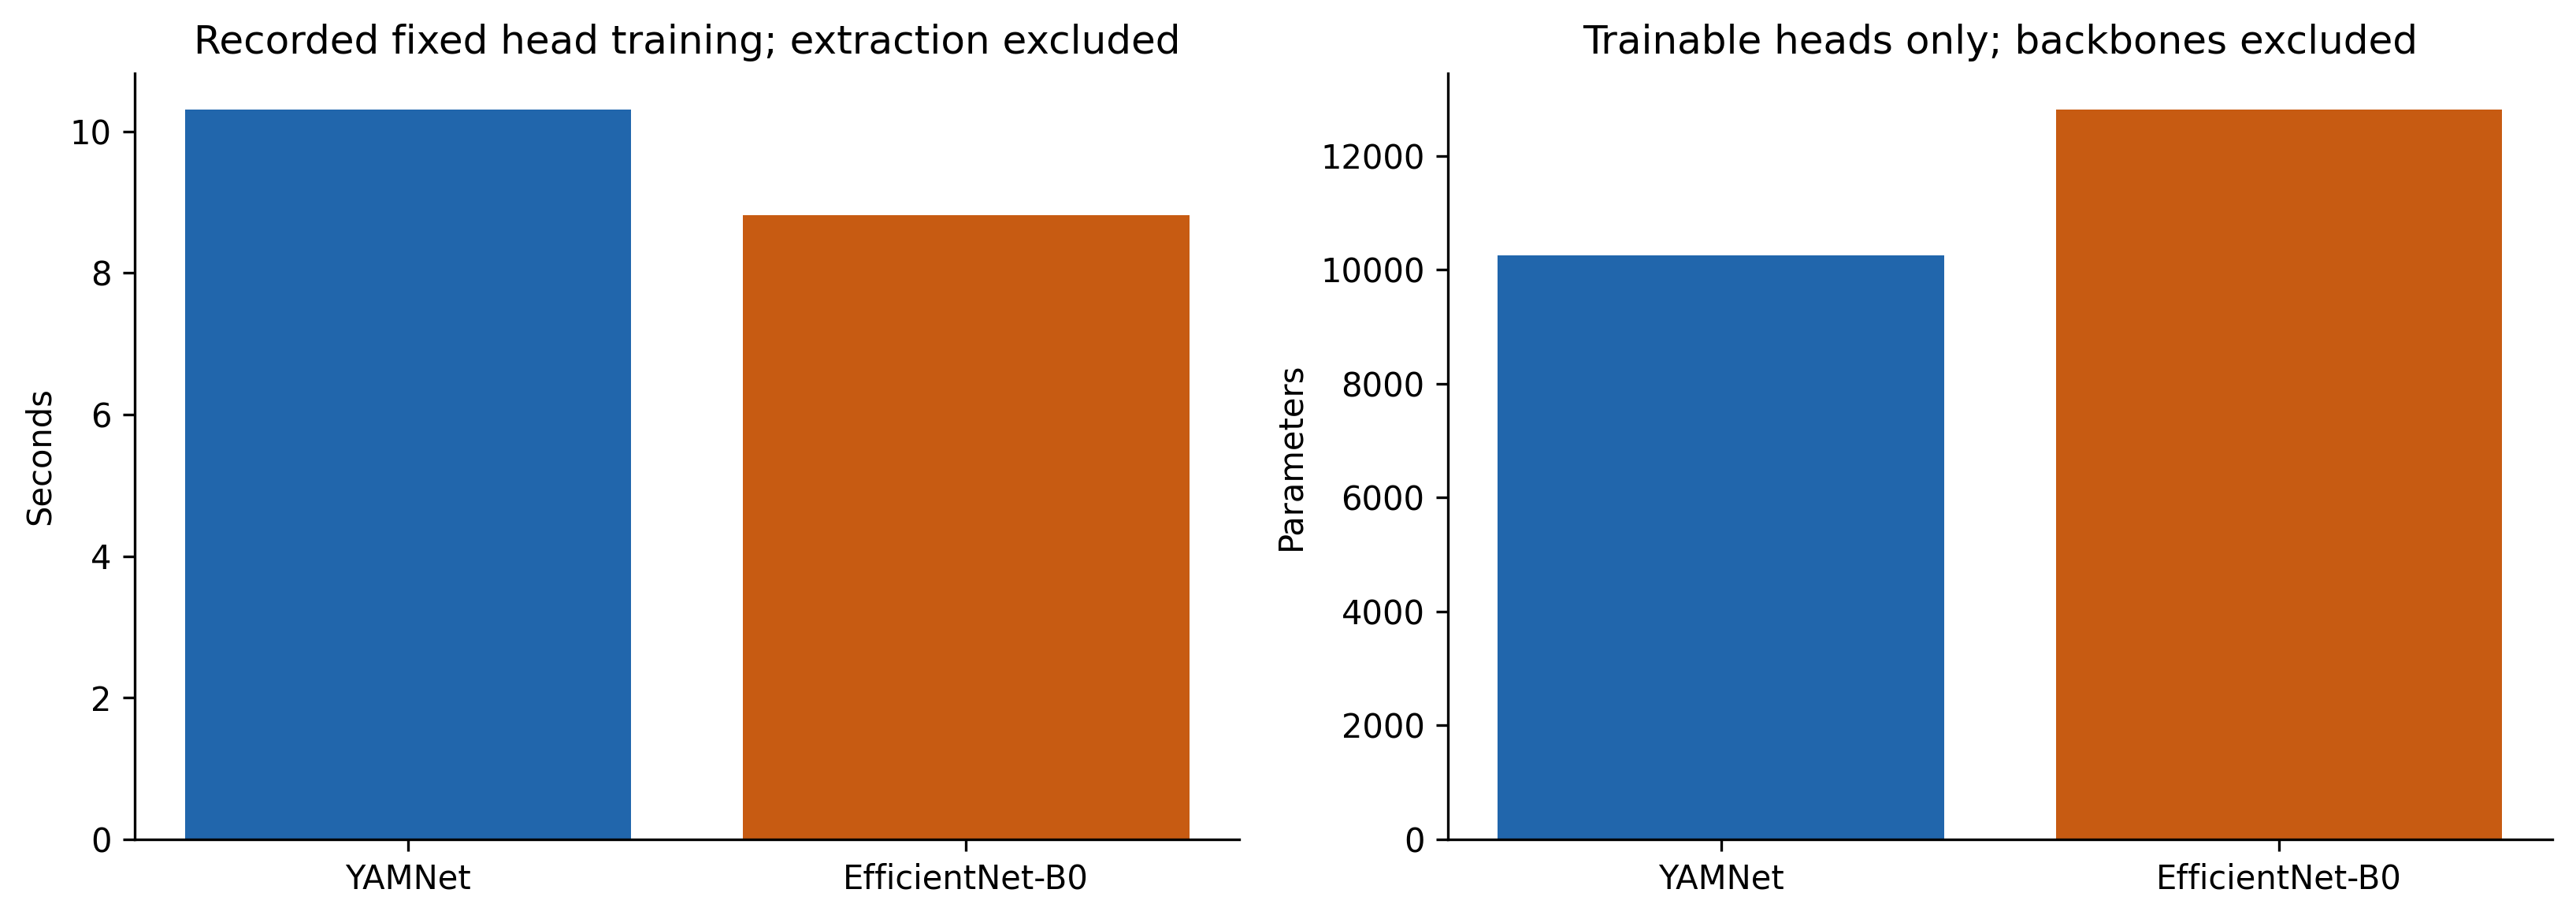 Recorded fixed head training; extraction excluded
10
8
6
4
2
0
Seconds
YAMNet
EfficientNet-B0
Trainable heads only; backbones excluded
12000
10000
8000
6000
4000
2000
0
Parameters
YAMNet
EfficientNet-B0